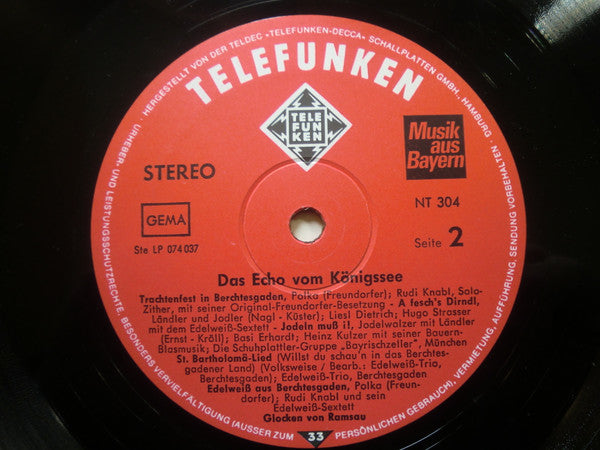 HERGESTELLT VON DER TELDEC »TELEFUNKEN-DECCA« SCHALLPLATTEN GMBH., HAMBURG ·
TELEFUNKEN
TELE
FUN
KEN
Musik
aus
Bayern
STEREO
NT 304
GEMA
Seite 2
Ste LP 074 037
Das Echo vom Königssee
Trachtenfest in Berchtesgaden, Polka (Freundorfer); Rudi Knabl, Solo-
Zither, mit seiner Original-Freundorfer-Besetzung - A fesch's Dirndl,
Ländler und Jodler (Nagl - Küster); Liesl Dietrich; Hugo Strasser
mit dem Edelweiß-Sextett - Jodeln muß i!, Jodelwalzer mit Ländler
(Ernst - Kröll); Basi Erhardt; Heinz Kulzer mit seiner Bauern-
Blasmusik; Die Schuhplattler-Gruppe „Bayrischzeller", München
St. Bartholomä-Lied (Willst du schau'n in das Berchtes-
gadener Land) (Volksweise / Bearb.: Edelweiß-Trio,
Berchtesgaden); Edelweiß-Trio, Berchtesgaden
Edelweiß aus Berchtesgaden, Polka (Freun-
dorfer); Rudi Knabl und sein
Edelweiß-Sextett
Glocken von Ramsau
URHEBER- UND LEISTUNGSSCHUTZRECHTE, BESONDERS VERVIELFÄLTIGUNG (AUSSER ZUM PERSÖNLICHEN GEBRAUCH), VERMIETUNG, AUFFÜHRUNG, SENDUNG VORBEHALTEN.
33